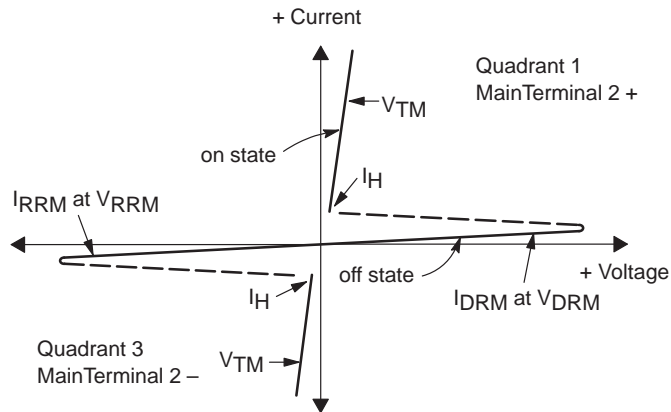 + Current
Quadrant 1
MainTerminal 2 +
VTM
on state
IH
IRRM at VRRM
+ Voltage
off state
IDRM at VDRM
IH
Quadrant 3
MainTerminal 2 –
VTM